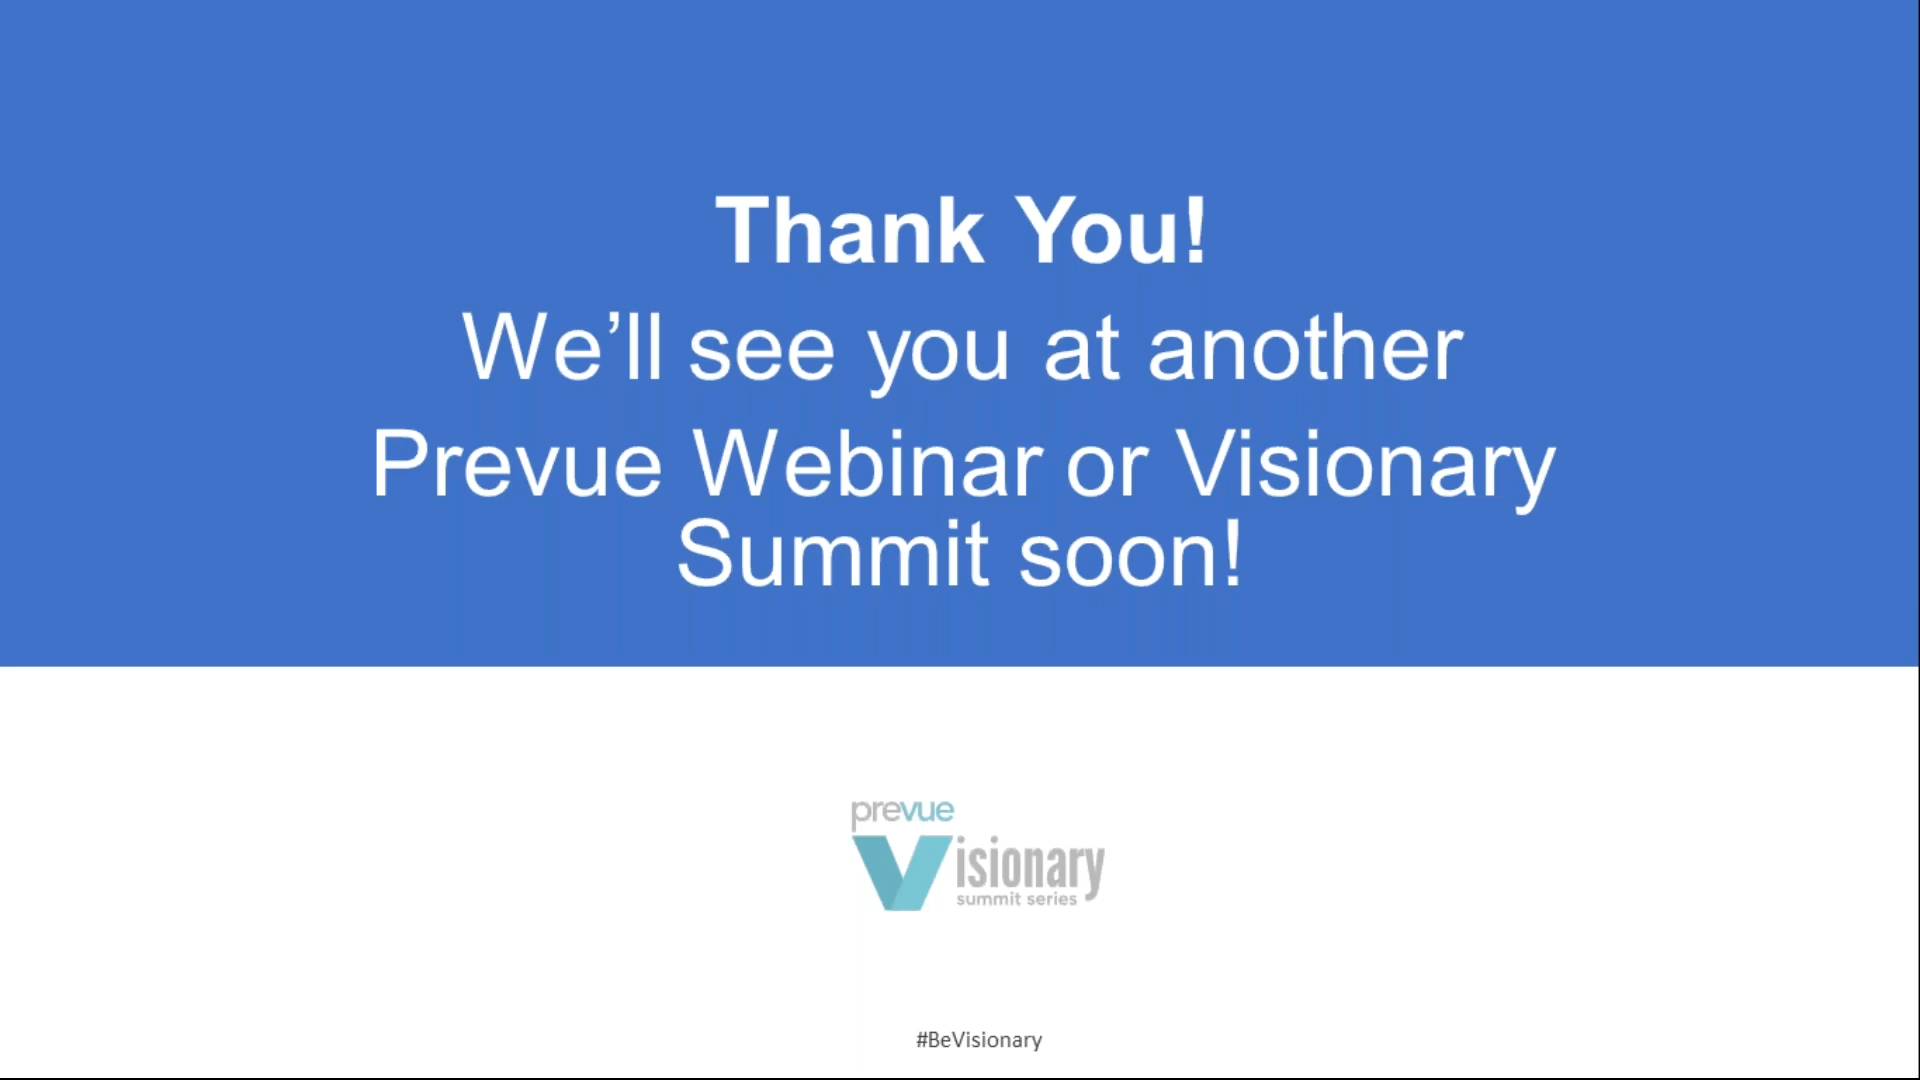 Thank You!
We’ll see you at another
Prevue Webinar or Visionary
Summit soon!
prevue
Visionary
summit series
#BeVisionary